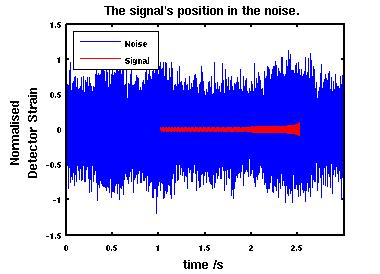 The signal's position in the noise.
1.5
Noise
Signal
1
0.5
0
-0.5
-1
-1.5
Normalised
Detector Strain
0 0.5 1 1.5 2 2.5
time /s